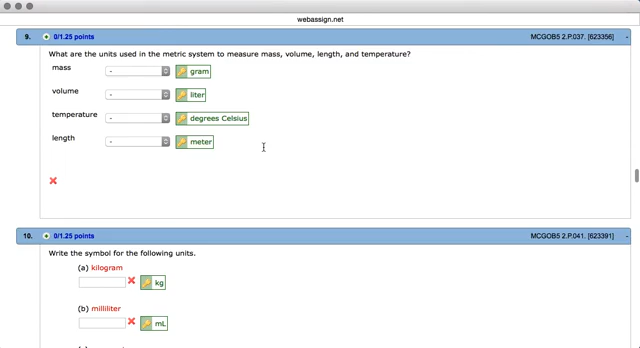 webassign.net
9. 0/1.25 points MCGOB5 2.P.037. [623356] -
What are the units used in the metric system to measure mass, volume, length, and temperature?
mass - gram
volume - liter
temperature - degrees Celsius
length - meter
10. 0/1.25 points MCGOB5 2.P.041. [623391] -
Write the symbol for the following units.
(a) kilogram
kg
(b) milliliter
mL